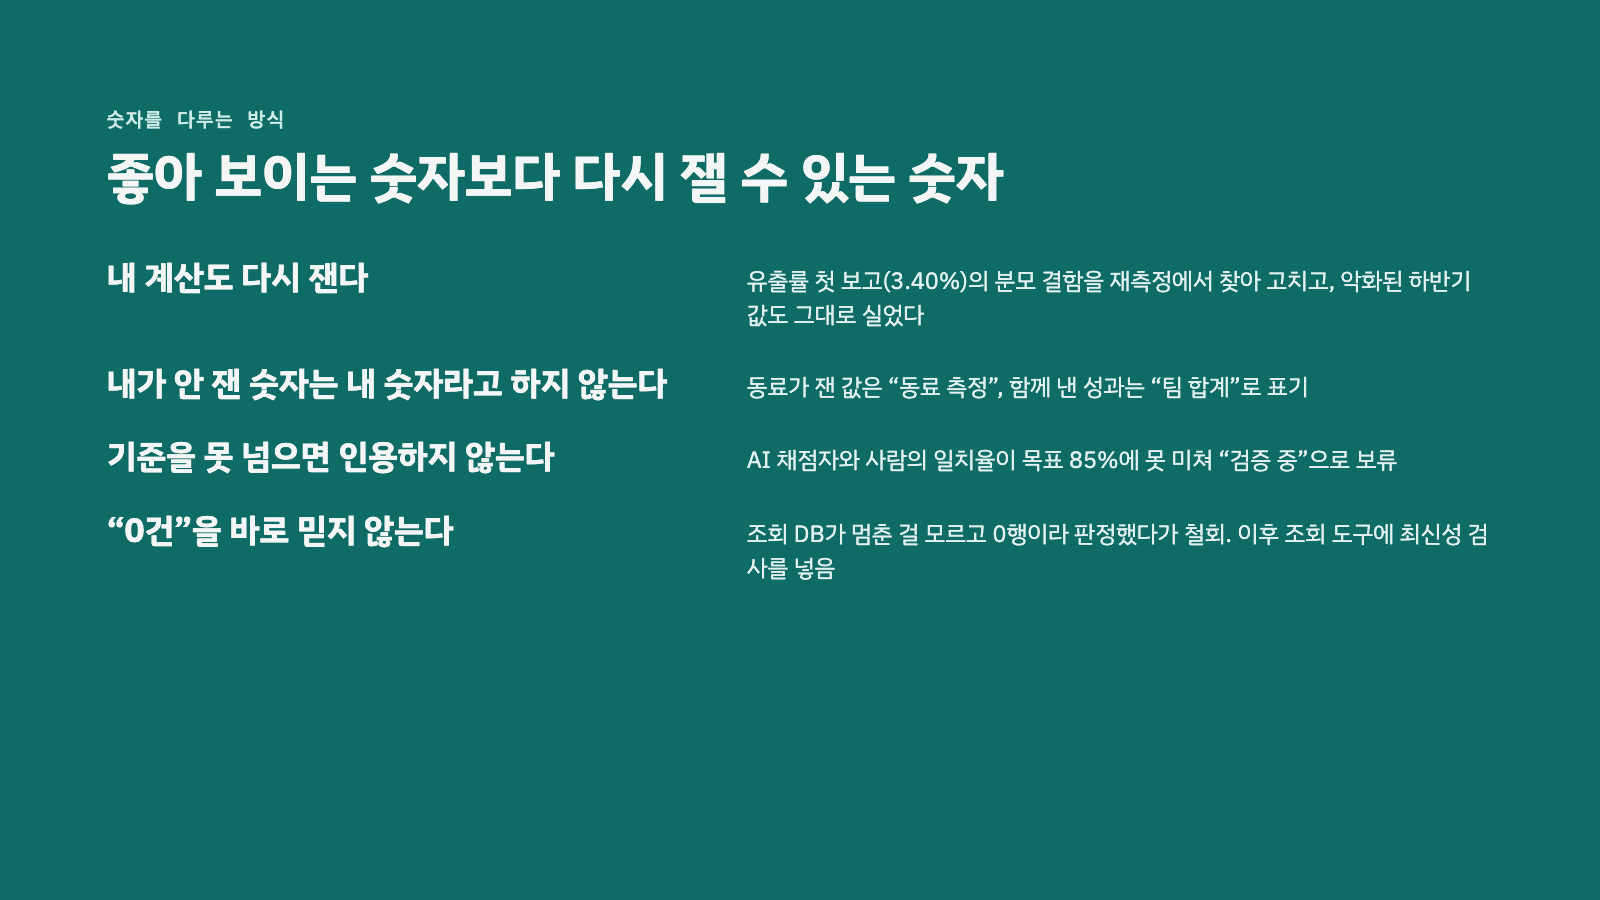 숫자를 다루는 방식
좋아 보이는 숫자보다 다시 잴 수 있는 숫자
내 계산도 다시 잰다
유출률 첫 보고(3.40%)의 분모 결함을 재측정에서 찾아 고치고, 악화된 하반기
값도 그대로 실었다
내가 안 잰 숫자는 내 숫자라고 하지 않는다
동료가 잰 값은 “동료 측정”, 함께 낸 성과는 “팀 합계”로 표기
기준을 못 넘으면 인용하지 않는다
AI 채점자와 사람의 일치율이 목표 85%에 못 미쳐 “검증 중”으로 보류
“0건”을 바로 믿지 않는다
조회 DB가 멈춘 걸 모르고 0행이라 판정했다가 철회. 이후 조회 도구에 최신성 검
사를 넣음